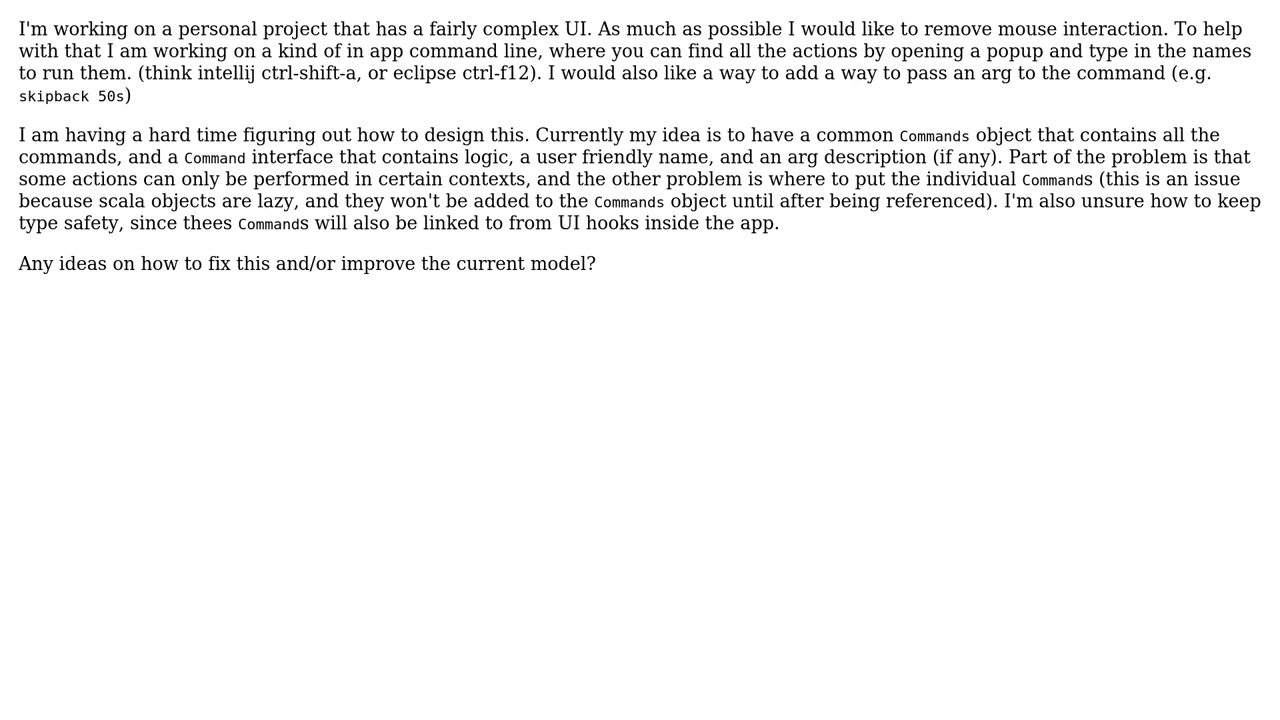 I'm working on a personal project that has a fairly complex UI. As much as possible I would like to remove mouse interaction. To help
with that I am working on a kind of in app command line, where you can find all the actions by opening a popup and type in the names
to run them. (think intellij ctrl-shift-a, or eclipse ctrl-f12). I would also like a way to add a way to pass an arg to the command (e.g.
skipback 50s)
I am having a hard time figuring out how to design this. Currently my idea is to have a common Commands object that contains all the
commands, and a Command interface that contains logic, a user friendly name, and an arg description (if any). Part of the problem is that
some actions can only be performed in certain contexts, and the other problem is where to put the individual Commands (this is an issue
because scala objects are lazy, and they won't be added to the Commands object until after being referenced). I'm also unsure how to keep
type safety, since thees Commands will also be linked to from UI hooks inside the app.
Any ideas on how to fix this and/or improve the current model?